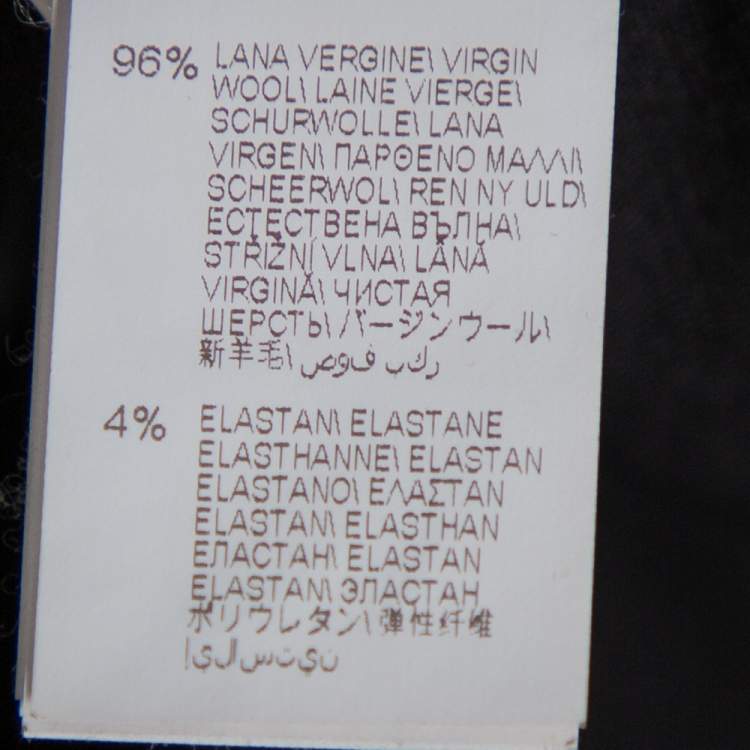 96% LANA VERGINE\ VIRGIN
WOOL\ LAINE VIERGE\
SCHURWOLLE\ LANA
VIRGEN\ ΠΑΡΘΕΝΟ ΜΑΛΛΙ\
SCHEERWOL\ REN NY ULD\
ЕСТЕСТВЕНА ВЪЛНА\
STŘIŽNÍ VLNA\ LÂNĂ
VIRGINĂ\ ЧИСТАЯ
ШЕРСТЬ\ バージンウール\
新羊毛\ صوف بكر
4% ELASTAN\ ELASTANE
ELASTHANNE\ ELASTAN
ELASTANO\ ΕΛΑΣΤΑΝ
ELASTAN\ ELASTHAN
ЕЛАСТАН\ ELASTAN
ELASTAN\ ЭЛАСТАН
ポリウレタン\ 弹性纤维
إيلاستين